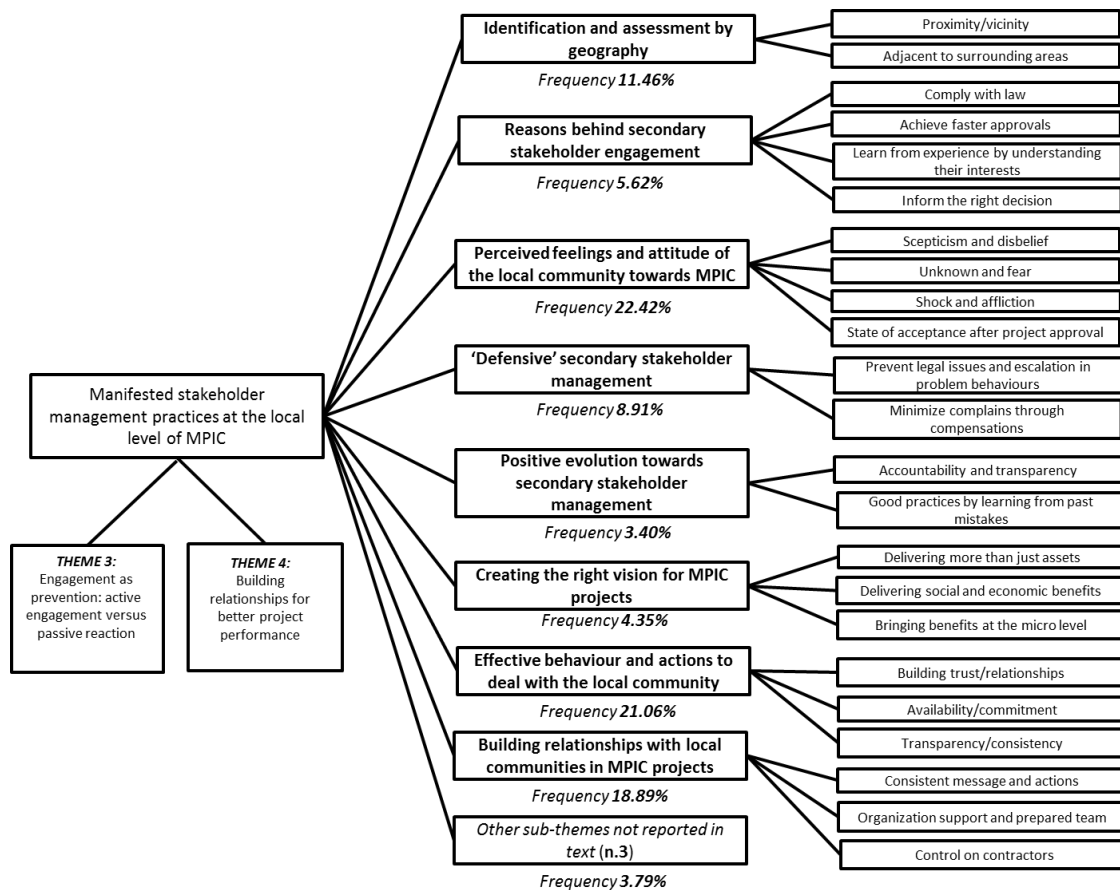 Manifested stakeholder
management practices at the local
level of MPIC
THEME 3:
Engagement as
prevention: active
engagement versus
passive reaction
THEME 4:
Building
relationships for
better project
performance
Identification and assessment by
geography
Frequency 11.46%
Proximity/vicinity
Adjacent to surrounding areas
Reasons behind secondary
stakeholder engagement
Frequency 5.62%
Comply with law
Achieve faster approvals
Learn from experience by understanding
their interests
Inform the right decision
Perceived feelings and attitude of
the local community towards MPIC
Frequency 22.42%
Scepticism and disbelief
Unknown and fear
Shock and affliction
State of acceptance after project approval
‘Defensive’ secondary stakeholder
management
Frequency 8.91%
Prevent legal issues and escalation in
problem behaviours
Minimize complains through
compensations
Positive evolution towards
secondary stakeholder
management
Frequency 3.40%
Accountability and transparency
Good practices by learning from past
mistakes
Creating the right vision for MPIC
projects
Frequency 4.35%
Delivering more than just assets
Delivering social and economic benefits
Bringing benefits at the micro level
Effective behaviour and actions to
deal with the local community
Frequency 21.06%
Building trust/relationships
Availability/commitment
Transparency/consistency
Building relationships with local
communities in MPIC projects
Frequency 18.89%
Consistent message and actions
Organization support and prepared team
Control on contractors
Other sub-themes not reported in
text (n.3)
Frequency 3.79%